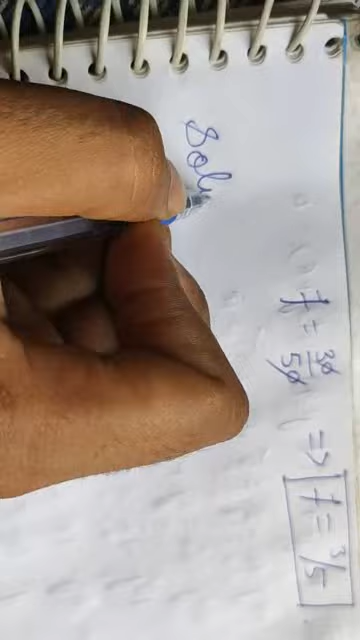 Sol
t = 30/50 => t = 3/5